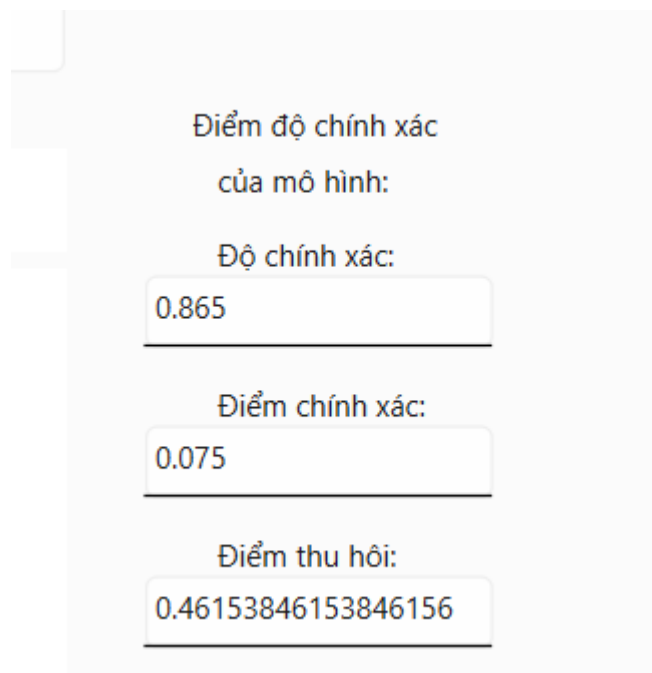 Điểm độ chính xác
của mô hình:
Độ chính xác:
0.865
Điểm chính xác:
0.075
Điểm thu hôi:
0.46153846153846156